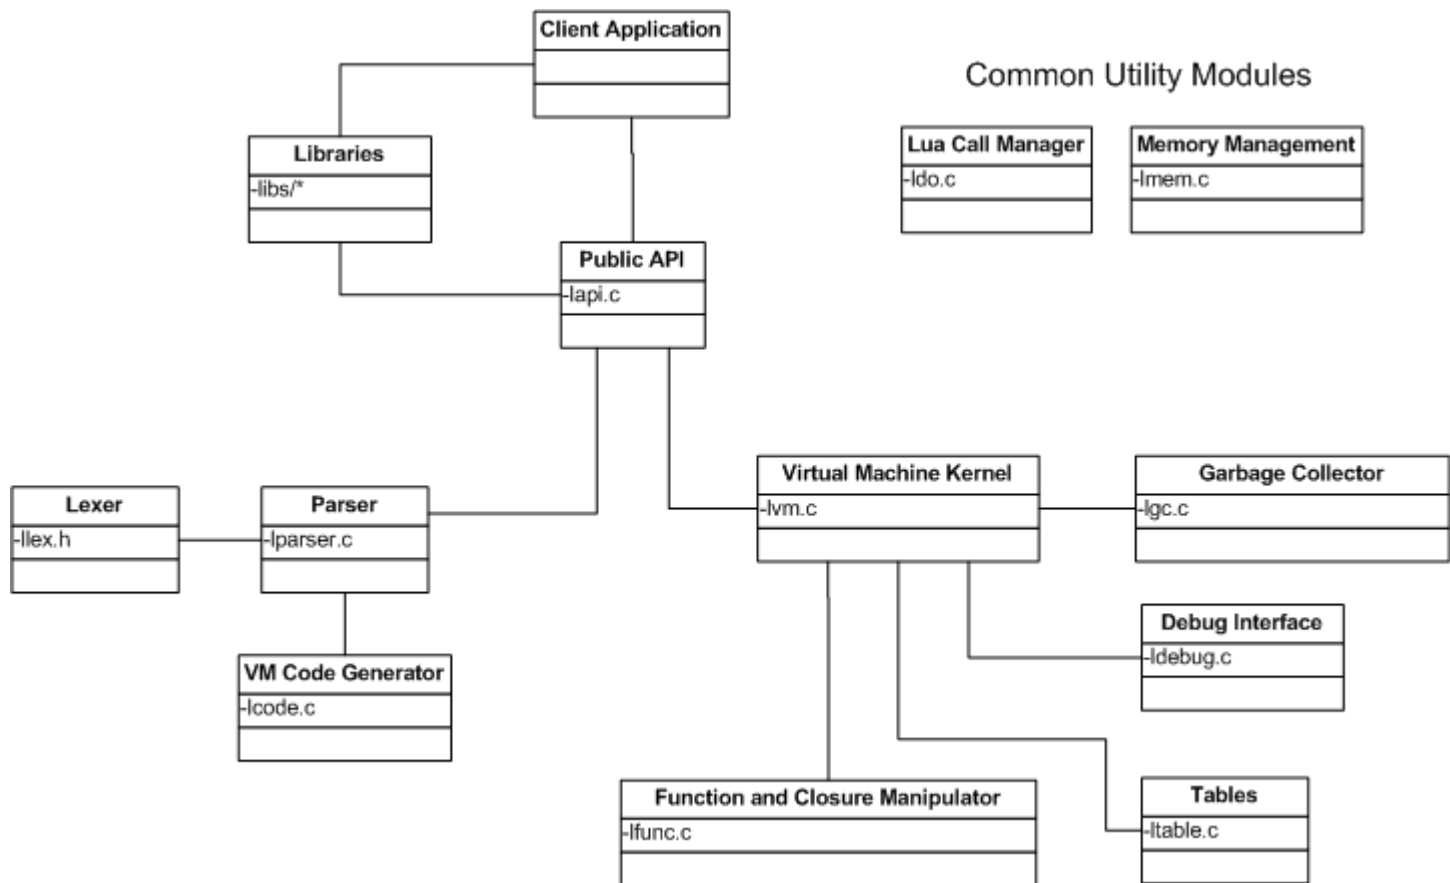 Client Application
Common Utility Modules
Lua Call Manager
-ldo.c
Memory Management
-lmem.c
Libraries
-libs/*
Public API
-lapi.c
Virtual Machine Kernel
-lvm.c
Garbage Collector
-lgc.c
Lexer
-llex.h
Parser
-lparser.c
Debug Interface
-ldebug.c
VM Code Generator
-lcode.c
Function and Closure Manipulator
-lfunc.c
Tables
-ltable.c